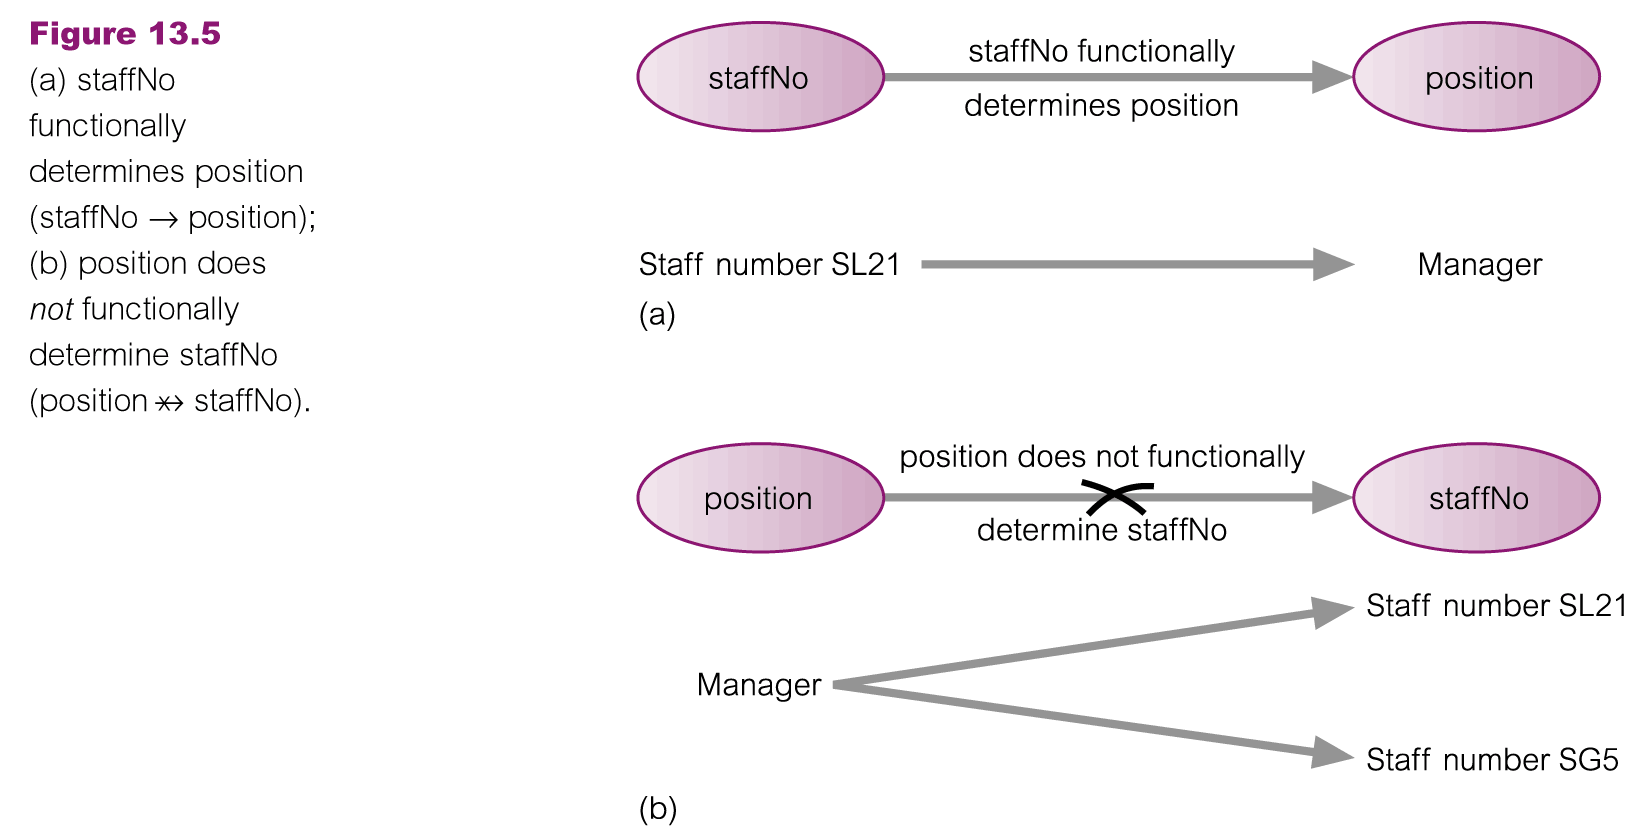 Figure 13.5
(a) staffNo
functionally
determines position
(staffNo → position);
(b) position does
not functionally
determine staffNo
(position ↛ staffNo).
staffNo
staffNo functionally
determines position
position
Staff number SL21
Manager
(a)
position
position does not functionally
determine staffNo
staffNo
Manager
Staff number SL21
Staff number SG5
(b)